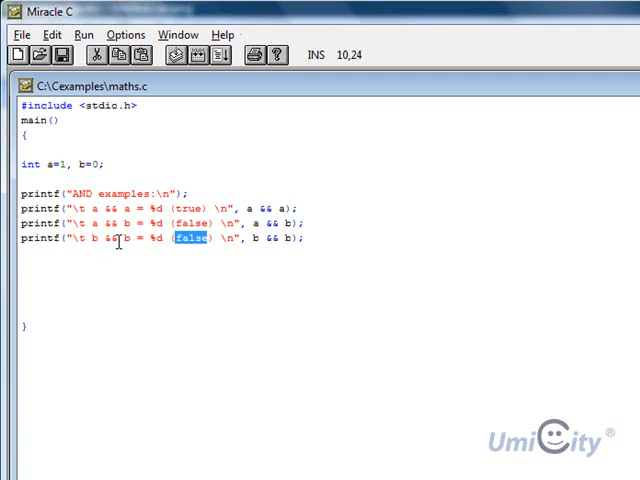 Miracle C
File Edit Run Options Window Help
INS 10,24
C:\Cexamples\maths.c
#include <stdio.h>
main()
{
int a=1, b=0;
printf("AND examples:\n");
printf("\t a && a = %d (true) \n", a && a);
printf("\t a && b = %d (false) \n", a && b);
printf("\t b && b = %d (false) \n", b && b);
}
UmiCity ®